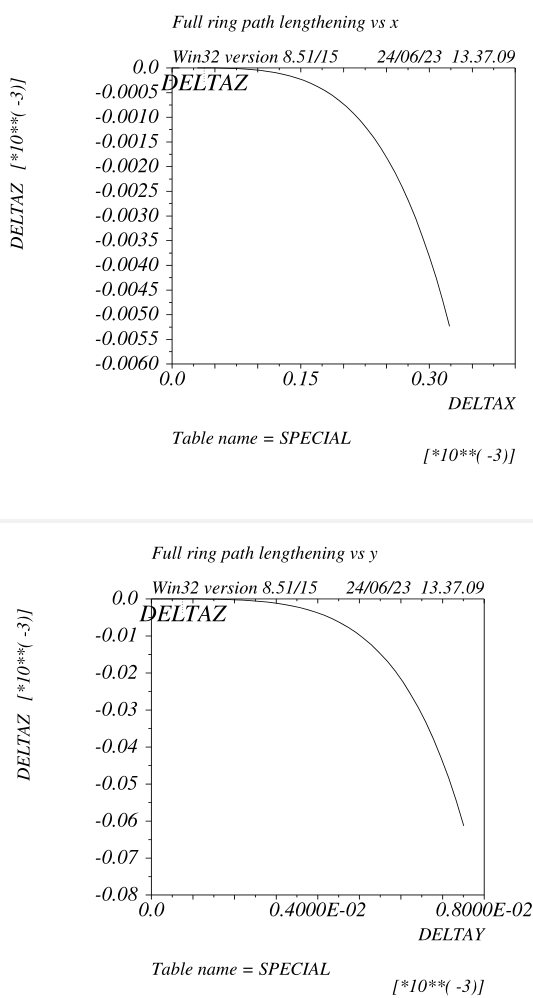 Full ring path lengthening vs x
Win32 version 8.51/15 24/06/23 13.37.09
0.0
DELTAZ
-0.0005
-0.0010
-0.0015
-0.0020
-0.0025
-0.0030
-0.0035
-0.0040
-0.0045
-0.0050
-0.0055
-0.0060
DELTAZ [*10**( -3)]
0.0 0.15 0.30
DELTAX
Table name = SPECIAL
[*10**( -3)]
Full ring path lengthening vs y
Win32 version 8.51/15 24/06/23 13.37.09
0.0
DELTAZ
-0.01
-0.02
-0.03
-0.04
-0.05
-0.06
-0.07
-0.08
DELTAZ [*10**( -3)]
0.0 0.4000E-02 0.8000E-02
DELTAY
Table name = SPECIAL
[*10**( -3)]